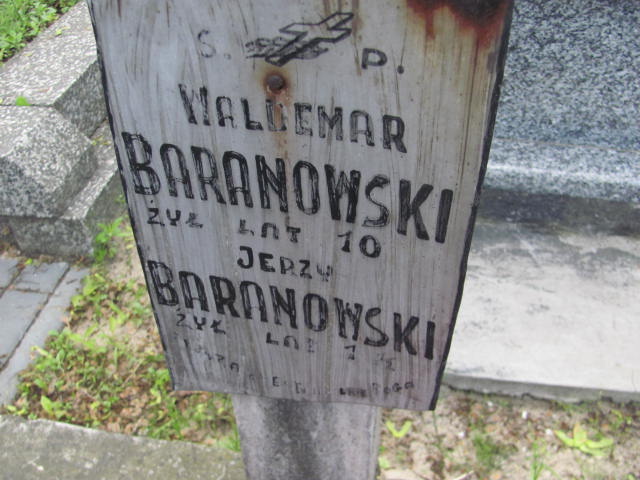 S. P.
WALDEMAR
BARANOWSKI
ŻYŁ LAT 10
JERZY
BARANOWSKI
ŻYŁ LAT